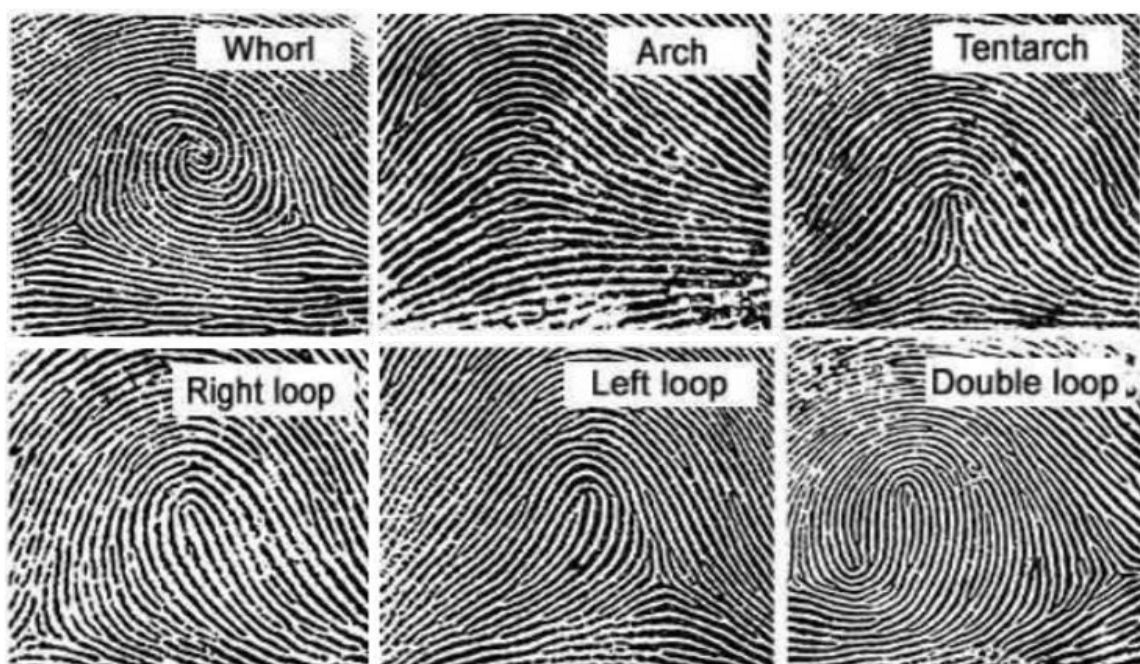 Whorl
Arch
Tentarch
Right loop
Left loop
Double loop